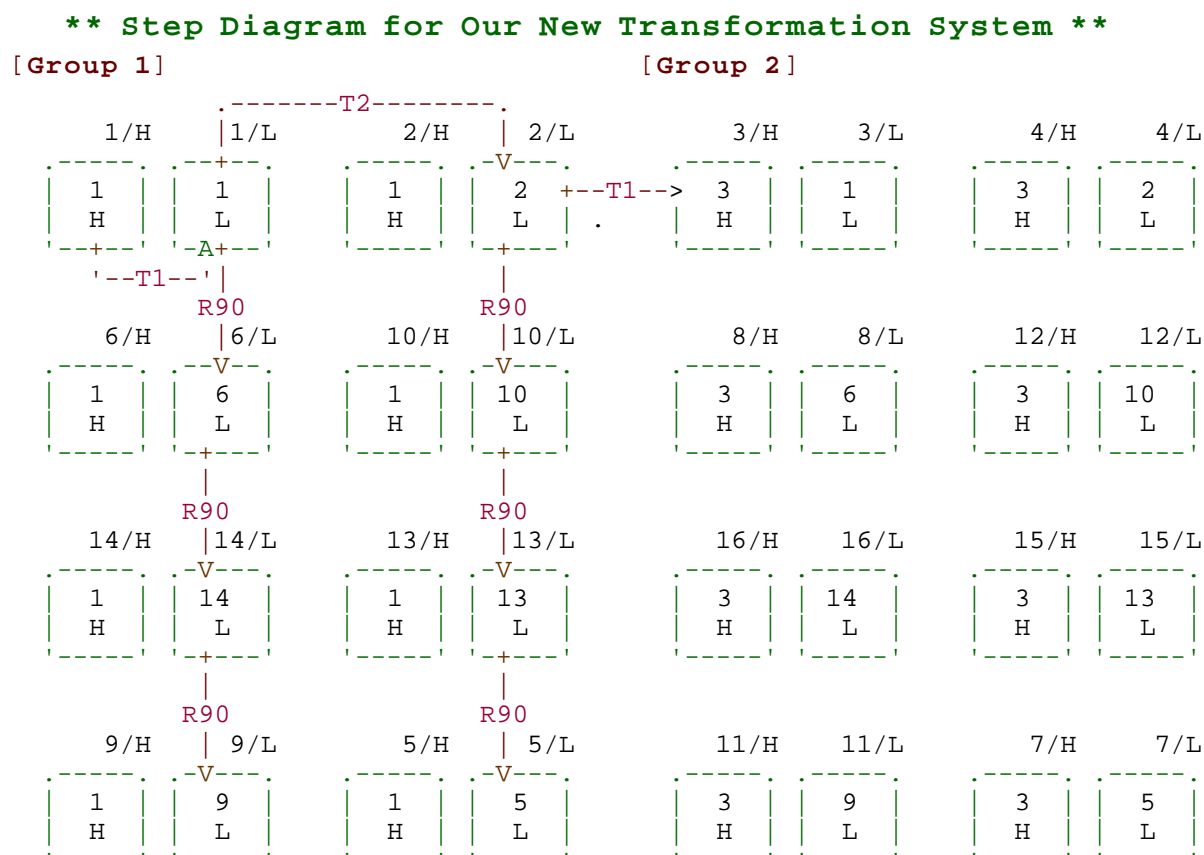 ** Step Diagram for Our New Transformation System **
[Group 1] [Group 2]
.-------T2--------.
1/H |1/L 2/H | 2/L 3/H 3/L 4/H 4/L
.-----. .--+--. .-----. .-V---. .-----. .-----. .-----. .-----.
| 1 | | 1 | | 1 | | 2 +--T1--> 3 | | 1 | | 3 | | 2 |
| H | | L | | H | | L | . | H | | L | | H | | L |
'--+--' '-A+--' '-----' '-+---' '-----' '-----' '-----' '-----'
'--T1--'| |
R90 R90
6/H |6/L 10/H |10/L 8/H 8/L 12/H 12/L
.-----. .--V--. .-----. .-V---. .-----. .-----. .-----. .-----.
| 1 | | 6 | | 1 | | 10 | | 3 | | 6 | | 3 | | 10 |
| H | | L | | H | | L | | H | | L | | H | | L |
'-----' '-+---' '-----' '-+---' '-----' '-----' '-----' '-----'
| |
R90 R90
14/H |14/L 13/H |13/L 16/H 16/L 15/H 15/L
.-----. .-V---. .-----. .-V---. .-----. .-----. .-----. .-----.
| 1 | | 14 | | 1 | | 13 | | 3 | | 14 | | 3 | | 13 |
| H | | L | | H | | L | | H | | L | | H | | L |
'-----' '-+---' '-----' '-+---' '-----' '-----' '-----' '-----'
| |
R90 R90
9/H | 9/L 5/H | 5/L 11/H 11/L 7/H 7/L
.-----. .-V---. .-----. .-V---. .-----. .-----. .-----. .-----.
| 1 | | 9 | | 1 | | 5 | | 3 | | 9 | | 3 | | 5 |
| H | | L | | H | | L | | H | | L | | H | | L |